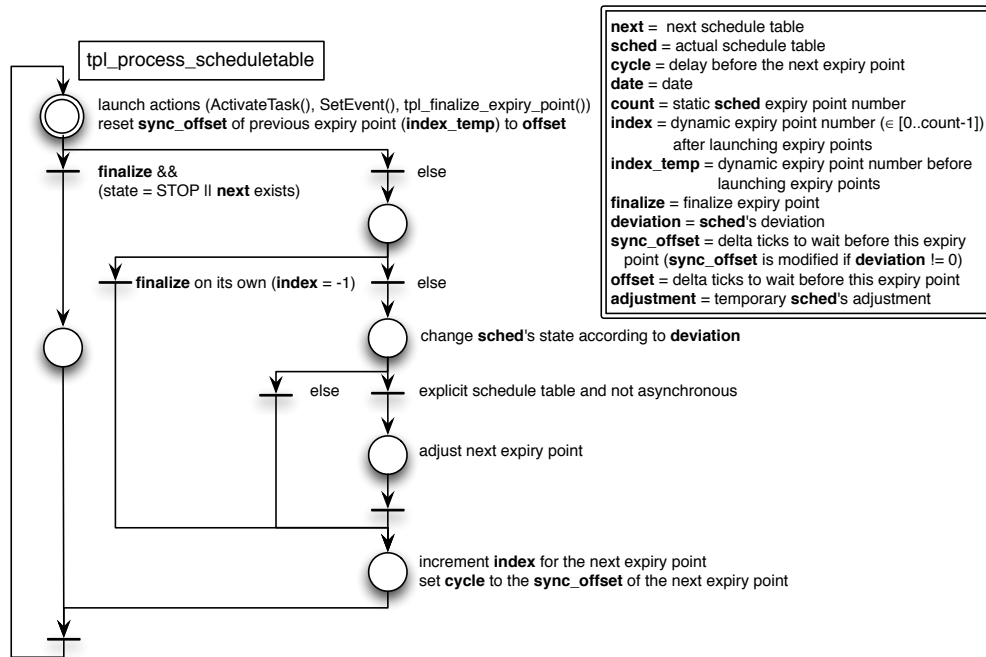 tpl_process_scheduletable
launch actions (ActivateTask(), SetEvent(), tpl_finalize_expiry_point())
reset sync_offset of previous expiry point (index_temp) to offset
finalize &&
(state = STOP || next exists)
else
finalize on its own (index = -1)
else
change sched's state according to deviation
else
explicit schedule table and not asynchronous
adjust next expiry point
increment index for the next expiry point
set cycle to the sync_offset of the next expiry point
next = next schedule table
sched = actual schedule table
cycle = delay before the next expiry point
date = date
count = static sched expiry point number
index = dynamic expiry point number (∈ [0..count-1])
after launching expiry points
index_temp = dynamic expiry point number before
launching expiry points
finalize = finalize expiry point
deviation = sched's deviation
sync_offset = delta ticks to wait before this expiry
point (sync_offset is modified if deviation != 0)
offset = delta ticks to wait before this expiry point
adjustment = temporary sched's adjustment